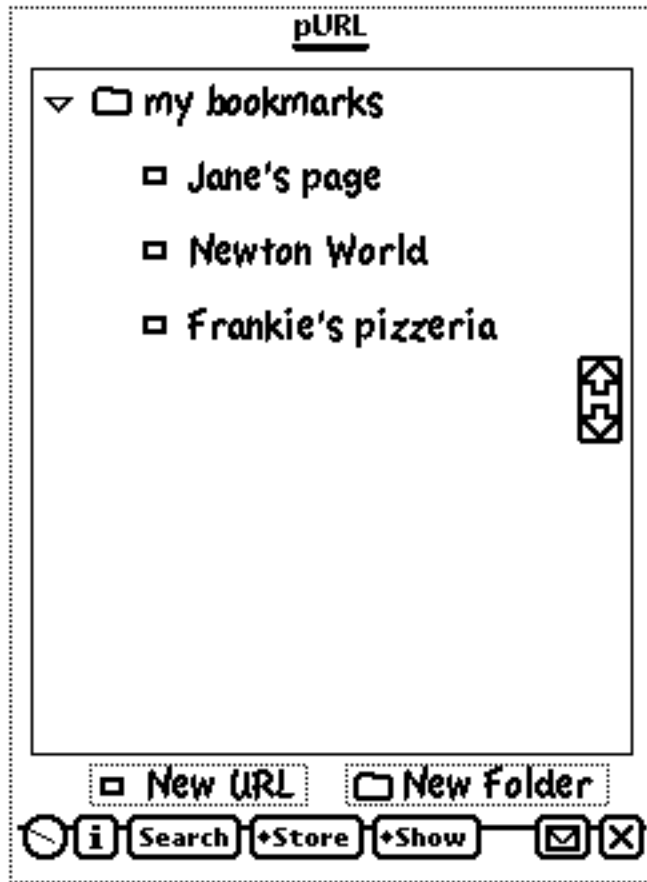 pURL
my bookmarks
Jane's page
Newton World
Frankie's pizzeria
New URL New Folder
i Search ◆Store ◆Show